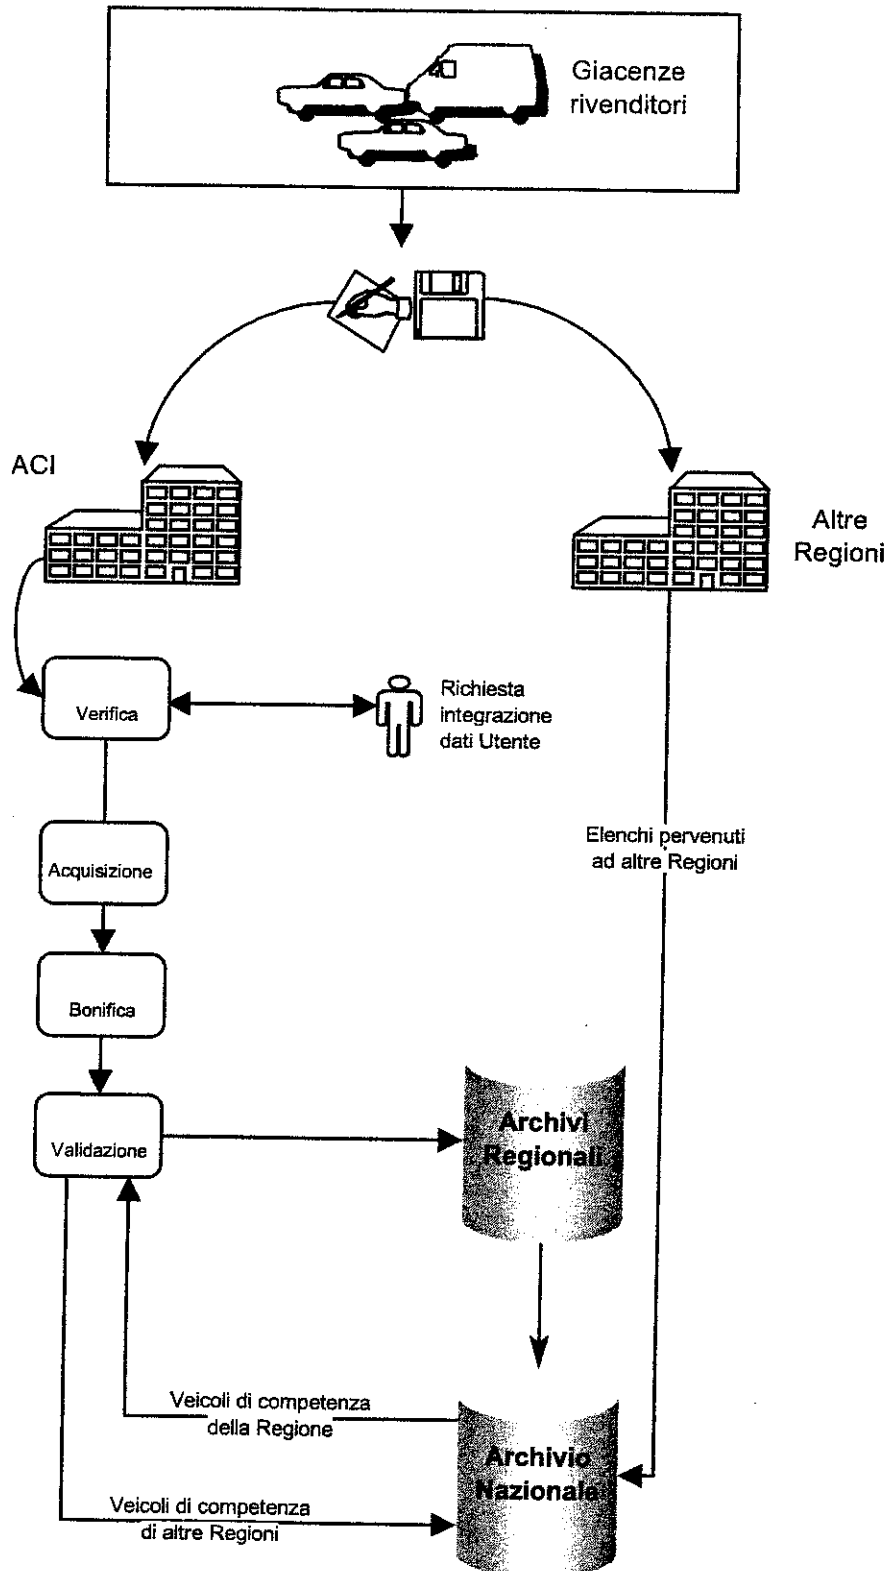 Giacenze
rivenditori
ACI
Altre
Regioni
Verifica
Richiesta
integrazione
dati Utente
Acquisizione
Elenchi pervenuti
ad altre Regioni
Bonifica
Validazione
Archivi
Regionali
Veicoli di competenza
della Regione
Archivio
Nazionale
Veicoli di competenza
di altre Regioni